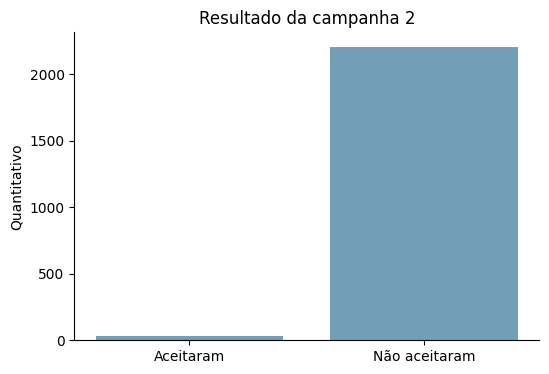 Resultado da campanha 2
Quantitativo
2000
1500
1000
500
0
Aceitaram
Não aceitaram